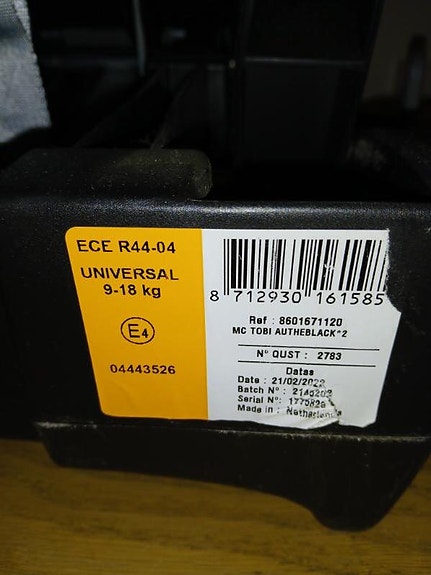 ECE R44-04
UNIVERSAL
9-18 kg
E4
04443526
8 712930 161585
Ref : 8601671120
MC TOBI AUTHEBLACK*2
N° QUST : 2783
Datas
Date : 21/02/2022
Batch N° :
Serial N°:
Made in : Netherlands